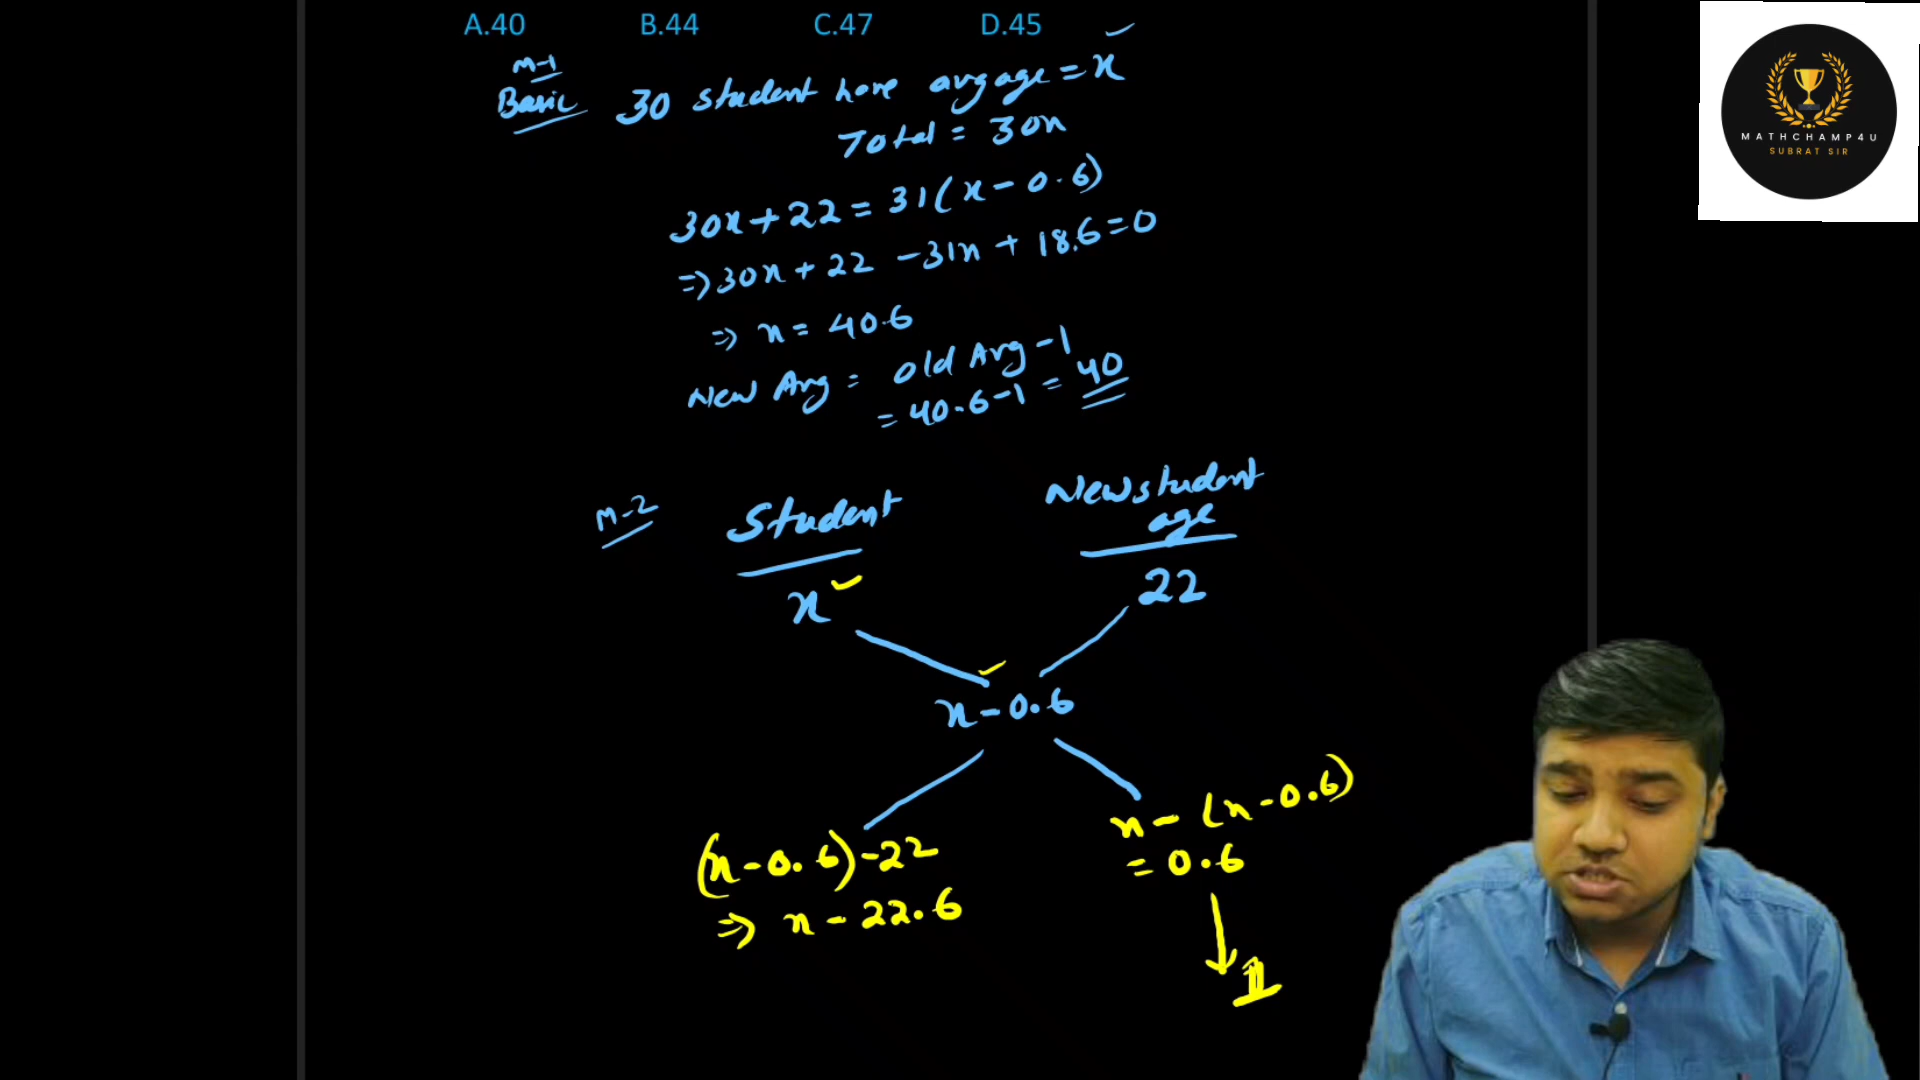 A.40 B.44 C.47 D.45
M-1
Basic 30 student have avg age = x
Total = 30x
30x + 22 = 31(x - 0.6)
⇒ 30x + 22 - 31x + 18.6 = 0
⇒ x = 40.6
New Avg = old Avg - 1
= 40.6 - 1 = 40
M-2
Student New student
age
x 22
x - 0.6
(x - 0.6) - 22 x - (x - 0.6)
⇒ x - 22.6 = 0.6
1
MATHCHAMP4U
SUBRAT SIR